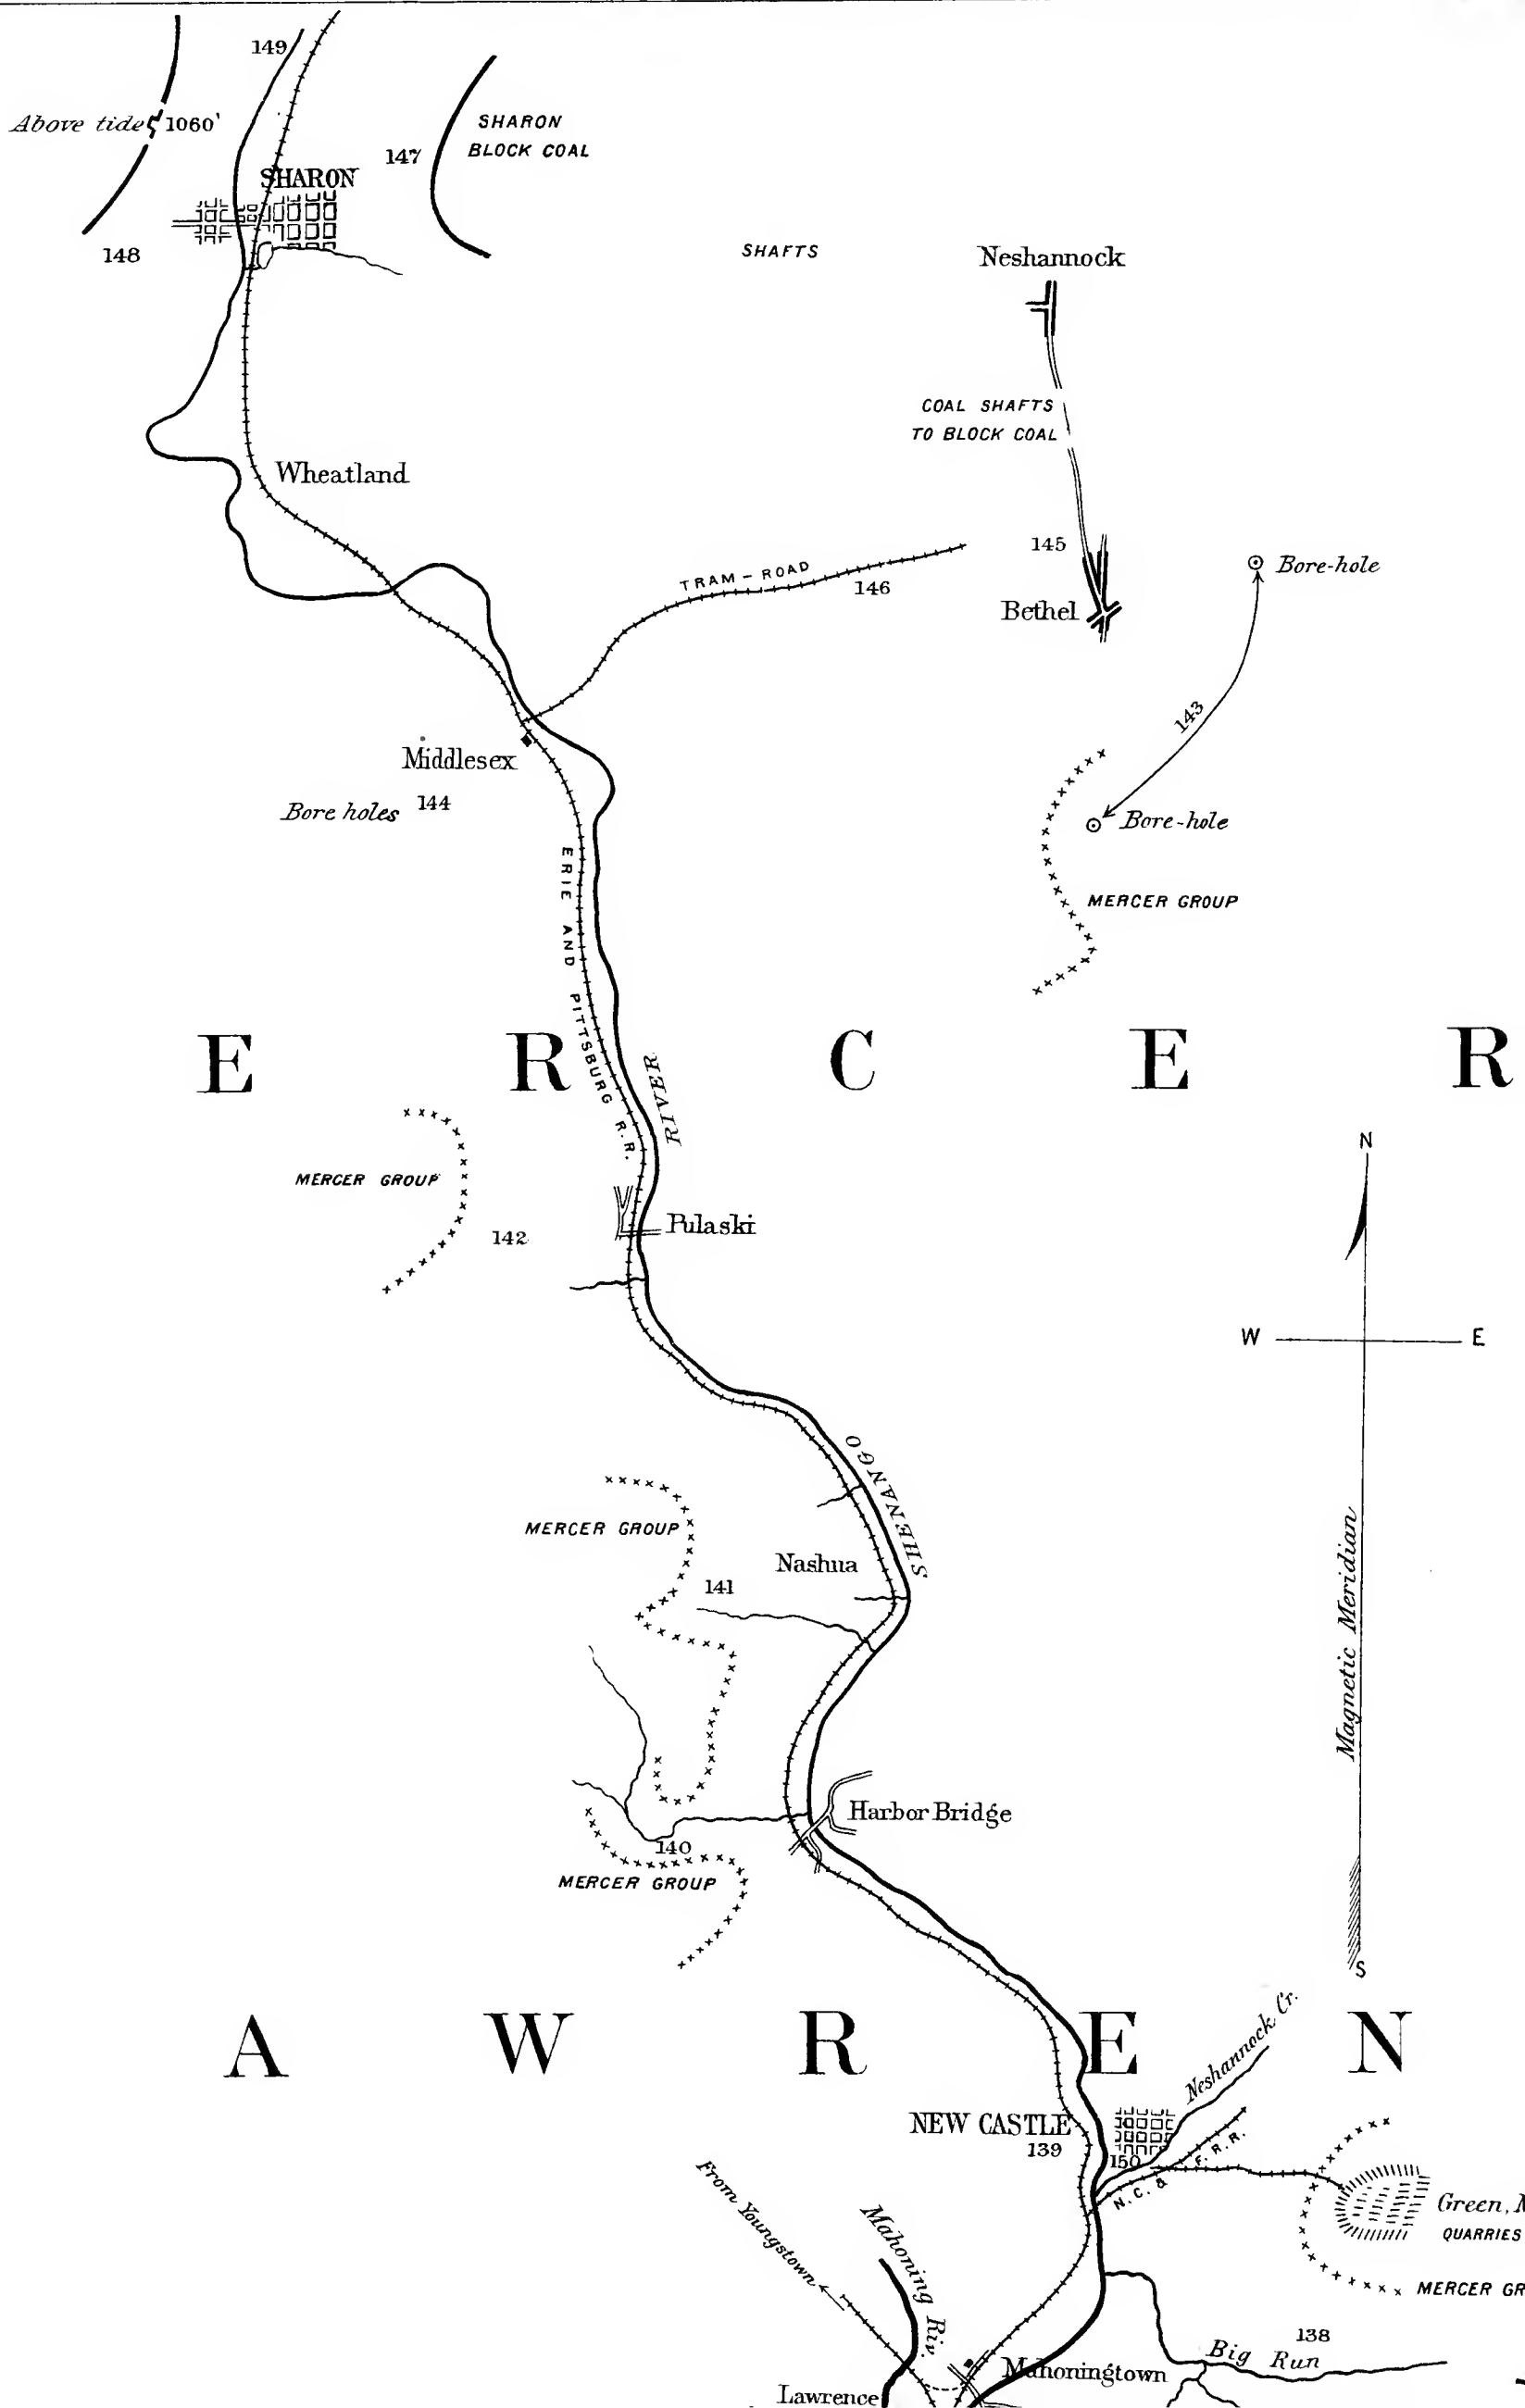 149
Above tide 1060'
SHARON
BLOCK COAL
147
SHARON
148
SHAFTS
Neshannock
COAL SHAFTS
TO BLOCK COAL
Wheatland
145
Bore-hole
TRAM-ROAD
146
Bethel
143
Middlesex
Bore holes 144
Bore-hole
ERIE AND PITTSBURG R.R.
MERCER GROUP
E R C E R
RIVER
N
MERCER GROUP
Pulaski
142
W E
SHENANGO
MERCER GROUP
Nashua
141
Magnetic Meridian
Harbor Bridge
140
MERCER GROUP
S
A W R E N
Neshannock Cr.
NEW CASTLE
139
150
N.C. & F.R.R.
From Youngstown
Mahoning Riv.
Green,
QUARRIES
MERCER GR
138
Big Run
Mahoningtown
Lawrence